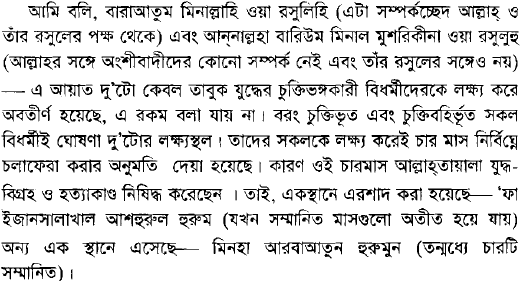 আমি বলি, বারাআতুম মিনাল্লাহি ওয়া রসুলিহি (এটা সম্পর্কচ্ছেদ আল্লাহ্ ও
তাঁর রসুলের পক্ষ থেকে) এবং আন্‌নাল্লহা বারিউম মিনাল মুশরিকীনা ওয়া রসুলুহু
(আল্লাহর সঙ্গে অংশীবাদীদের কোনো সম্পর্ক নেই এবং তাঁর রসুলের সঙ্গেও নয়)
— এ আয়াত দু'টো কেবল তাবুক যুদ্ধের চুক্তিভঙ্গকারী বিধর্মীদেরকে লক্ষ্য করে
অবতীর্ণ হয়েছে, এ রকম বলা যায় না। বরং চুক্তিভূত এবং চুক্তিবহির্ভূত সকল
বিধর্মীই ঘোষণা দু'টোর লক্ষ্যস্থল। তাদের সকলকে লক্ষ্য করেই চার মাস নির্বিঘ্নে
চলাফেরা করার অনুমতি দেয়া হয়েছে। কারণ ওই চারমাস আল্লাহ্‌তায়ালা যুদ্ধ-
বিগ্রহ ও হত্যাকাণ্ড নিষিদ্ধ করেছেন । তাই, একস্থানে এরশাদ করা হয়েছে— 'ফা
ইজানসালাখাল আশহুরুল হুরুম (যখন সম্মানিত মাসগুলো অতীত হয়ে যায়)
অন্য এক স্থানে এসেছে— মিনহা আরবাআতুন হুরুমুন (তন্মধ্যে চারটি
সম্মানিত)।